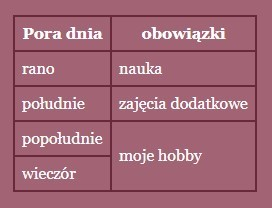 Pora dnia obowiązki
rano nauka
południe zajęcia dodatkowe
popołudnie
moje hobby
wieczór